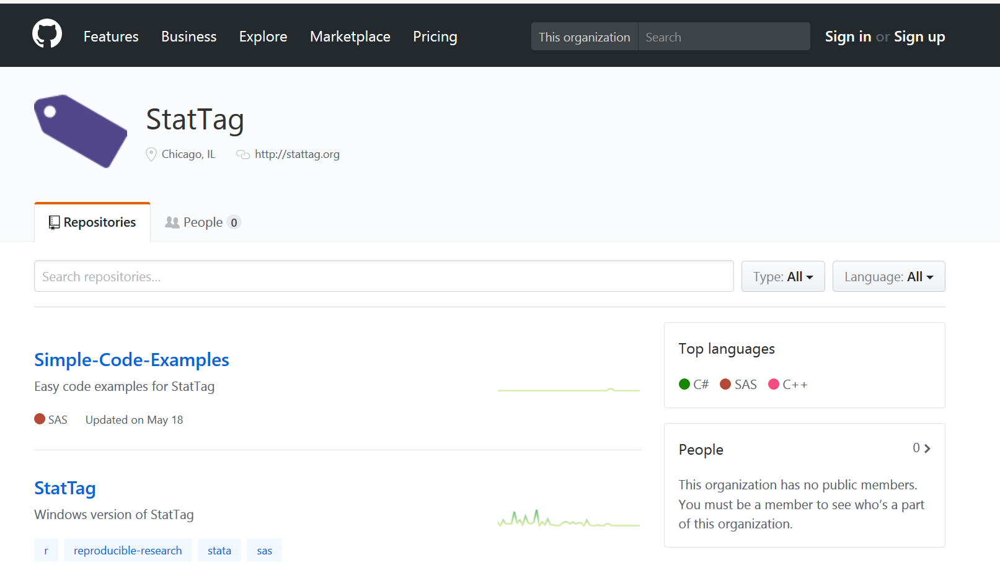 Features Business Explore Marketplace Pricing This organization Search Sign in or Sign up
StatTag
Chicago, IL http://stattag.org
Repositories People 0
Search repositories... Type: All Language: All
Simple-Code-Examples
Easy code examples for StatTag
SAS Updated on May 18
StatTag
Windows version of StatTag
r reproducible-research stata sas
Top languages
C# SAS C++
People 0
This organization has no public members.
You must be a member to see who’s a part
of this organization.